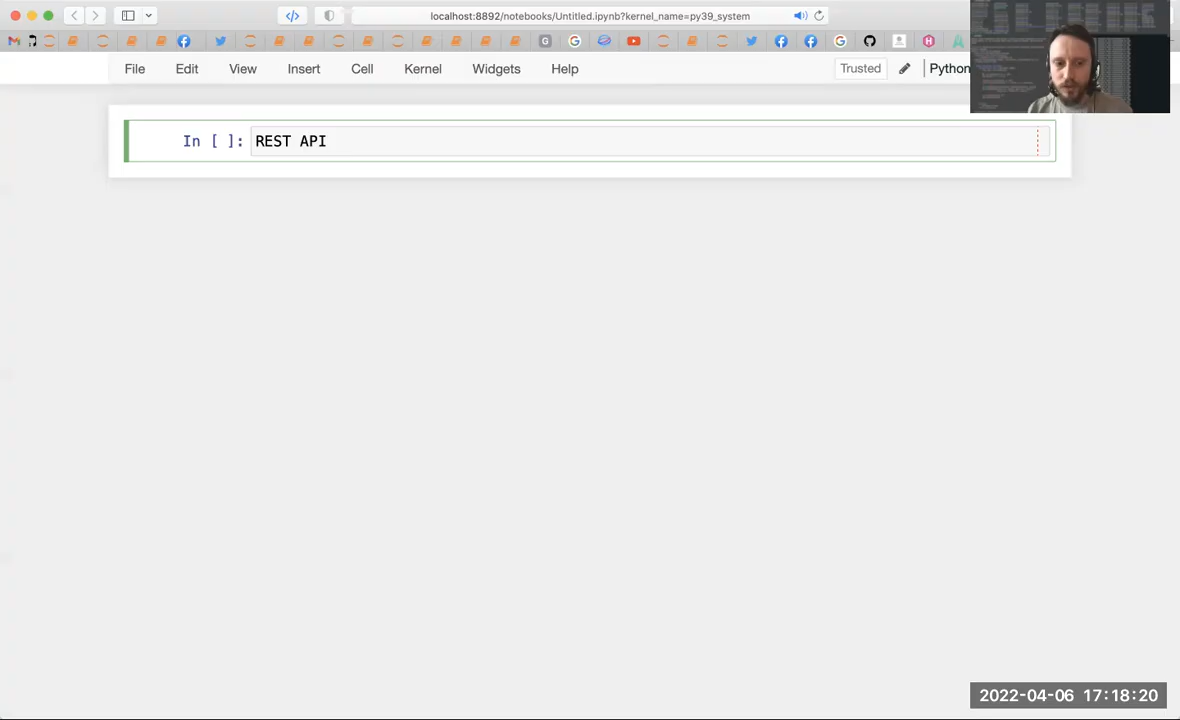 localhost:8892/notebooks/Untitled.ipynb?kernel_name=py39_system
File Edit View Insert Cell Kernel Widgets Help Trusted Python
In [ ]: REST API
2022-04-06 17:18:20